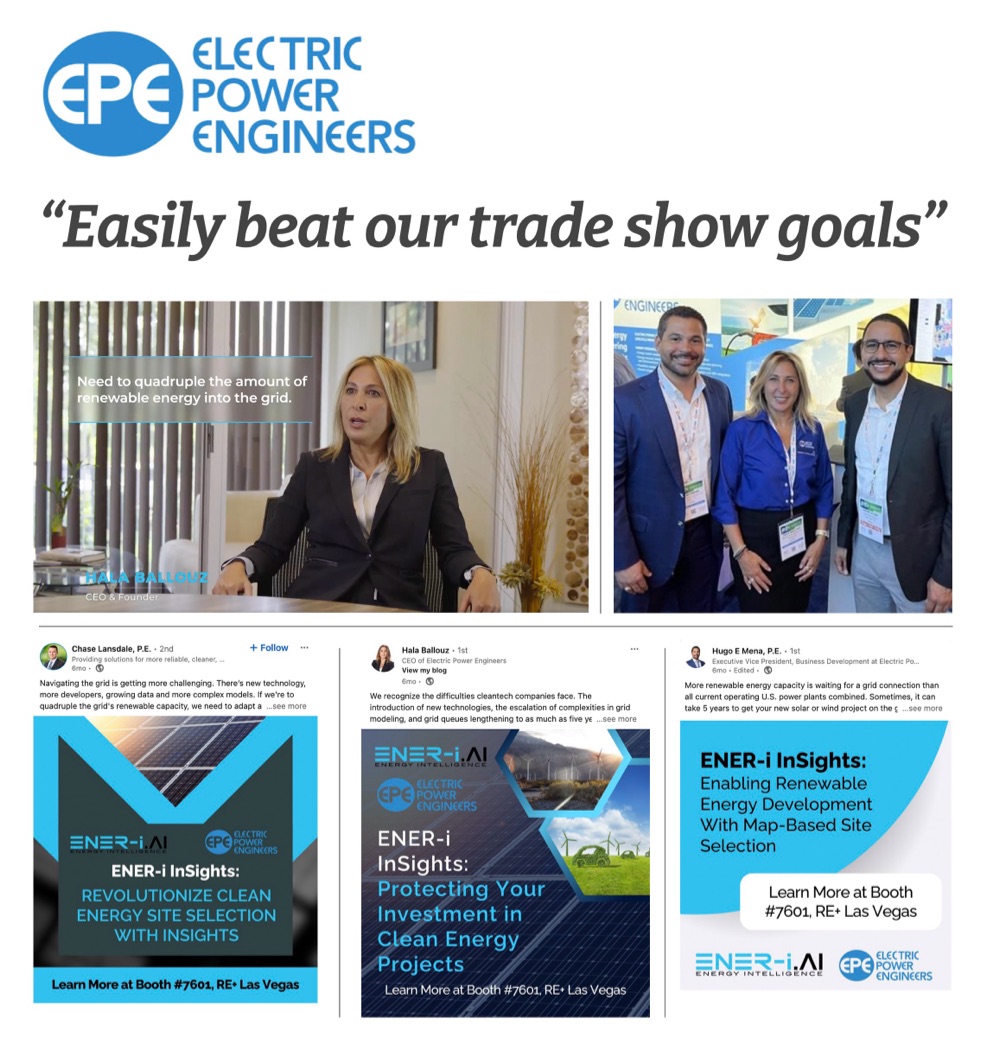 EPE
ELECTRIC
POWER
ENGINEERS
“Easily beat our trade show goals”
Need to quadruple the amount of
renewable energy into the grid.
HALA BALLOUZ
CEO & Founder
ENGINEERS
Chase Lansdale, P.E. • 2nd
+ Follow
Providing solutions for more reliable, cleaner, ...
6mo •
Navigating the grid is getting more challenging. There's new technology,
more developers, growing data and more complex models. If we're to
quadruple the grid's renewable capacity, we need to adapt a ...see more
ENER-i.AI
ENERGY INTELLIGENCE
EPE
ELECTRIC
POWER
ENGINEERS
ENER-i InSights:
REVOLUTIONIZE CLEAN
ENERGY SITE SELECTION
WITH INSIGHTS
Learn More at Booth #7601, RE+ Las Vegas
Hala Ballouz • 1st
CEO of Electric Power Engineers
View my blog
6mo •
We recognize the difficulties cleantech companies face. The
introduction of new technologies, the escalation of complexities in grid
modeling, and grid queues lengthening to as much as five ye ...see more
ENER-i.AI
ENERGY INTELLIGENCE
EPE
ELECTRIC
POWER
ENGINEERS
ENER-i
InSights:
Protecting Your
Investment in
Clean Energy
Projects
Learn More at Booth #7601, RE+ Las Vegas
Hugo E Mena, P.E. • 1st
Executive Vice President, Business Development at Electric Po...
6mo • Edited •
More renewable energy capacity is waiting for a grid connection than
all current operating U.S. power plants combined. Sometimes, it can
take 5 years to get your new solar or wind project on the g ...see more
ENER-i InSights:
Enabling Renewable
Energy Development
With Map-Based Site
Selection
Learn More at Booth
#7601, RE+ Las Vegas
ENER-i.AI
ENERGY INTELLIGENCE
EPE
ELECTRIC
POWER
ENGINEERS